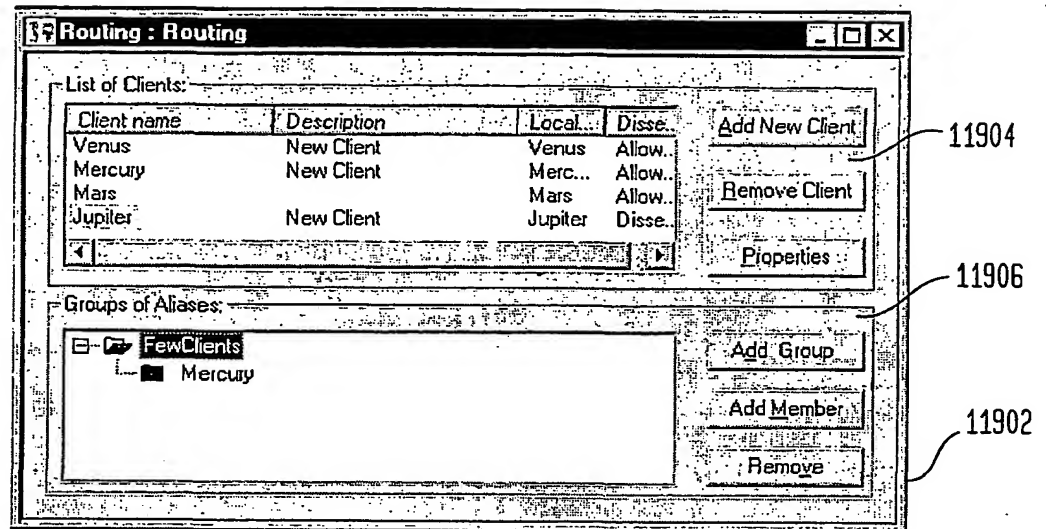 Routing : Routing
List of Clients:
Client name Description Local... Disse..
Venus New Client Venus Allow..
Mercury New Client Merc... Allow..
Mars Mars Allow..
Jupiter New Client Jupiter Disse..
Add New Client
Remove Client
Properties
11904
11906
Groups of Aliases:
FewClients
Mercury
Add Group
Add Member
Remove
11902